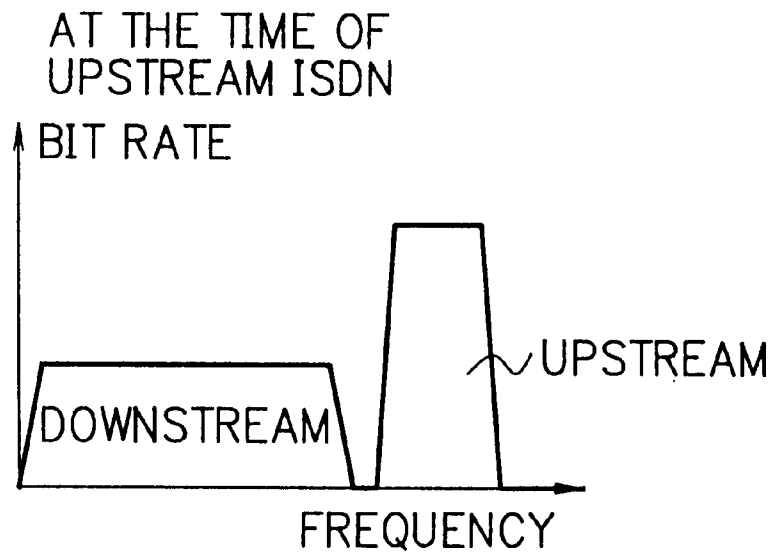 AT THE TIME OF
UPSTREAM ISDN
BIT RATE
UPSTREAM
DOWNSTREAM
FREQUENCY